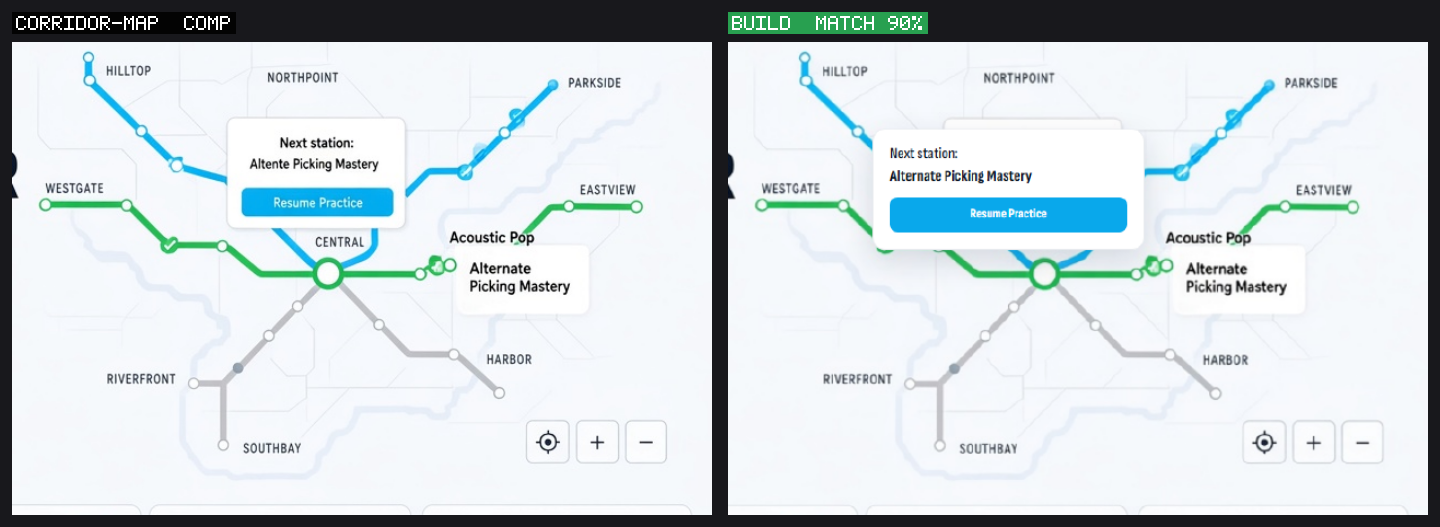 CORRIDOR-MAP COMP
HILLTOP
NORTHPOINT
PARKSIDE
Next station:
Altente Picking Mastery
Resume Practice
WESTGATE
EASTVIEW
CENTRAL
Acoustic Pop
Alternate
Picking Mastery
HARBOR
RIVERFRONT
SOUTHBAY
BUILD MATCH 90%
HILLTOP
NORTHPOINT
PARKSIDE
Next station:
Alternate Picking Mastery
Resume Practice
WESTGATE
EASTVIEW
Acoustic Pop
Alternate
Picking Mastery
HARBOR
RIVERFRONT
SOUTHBAY